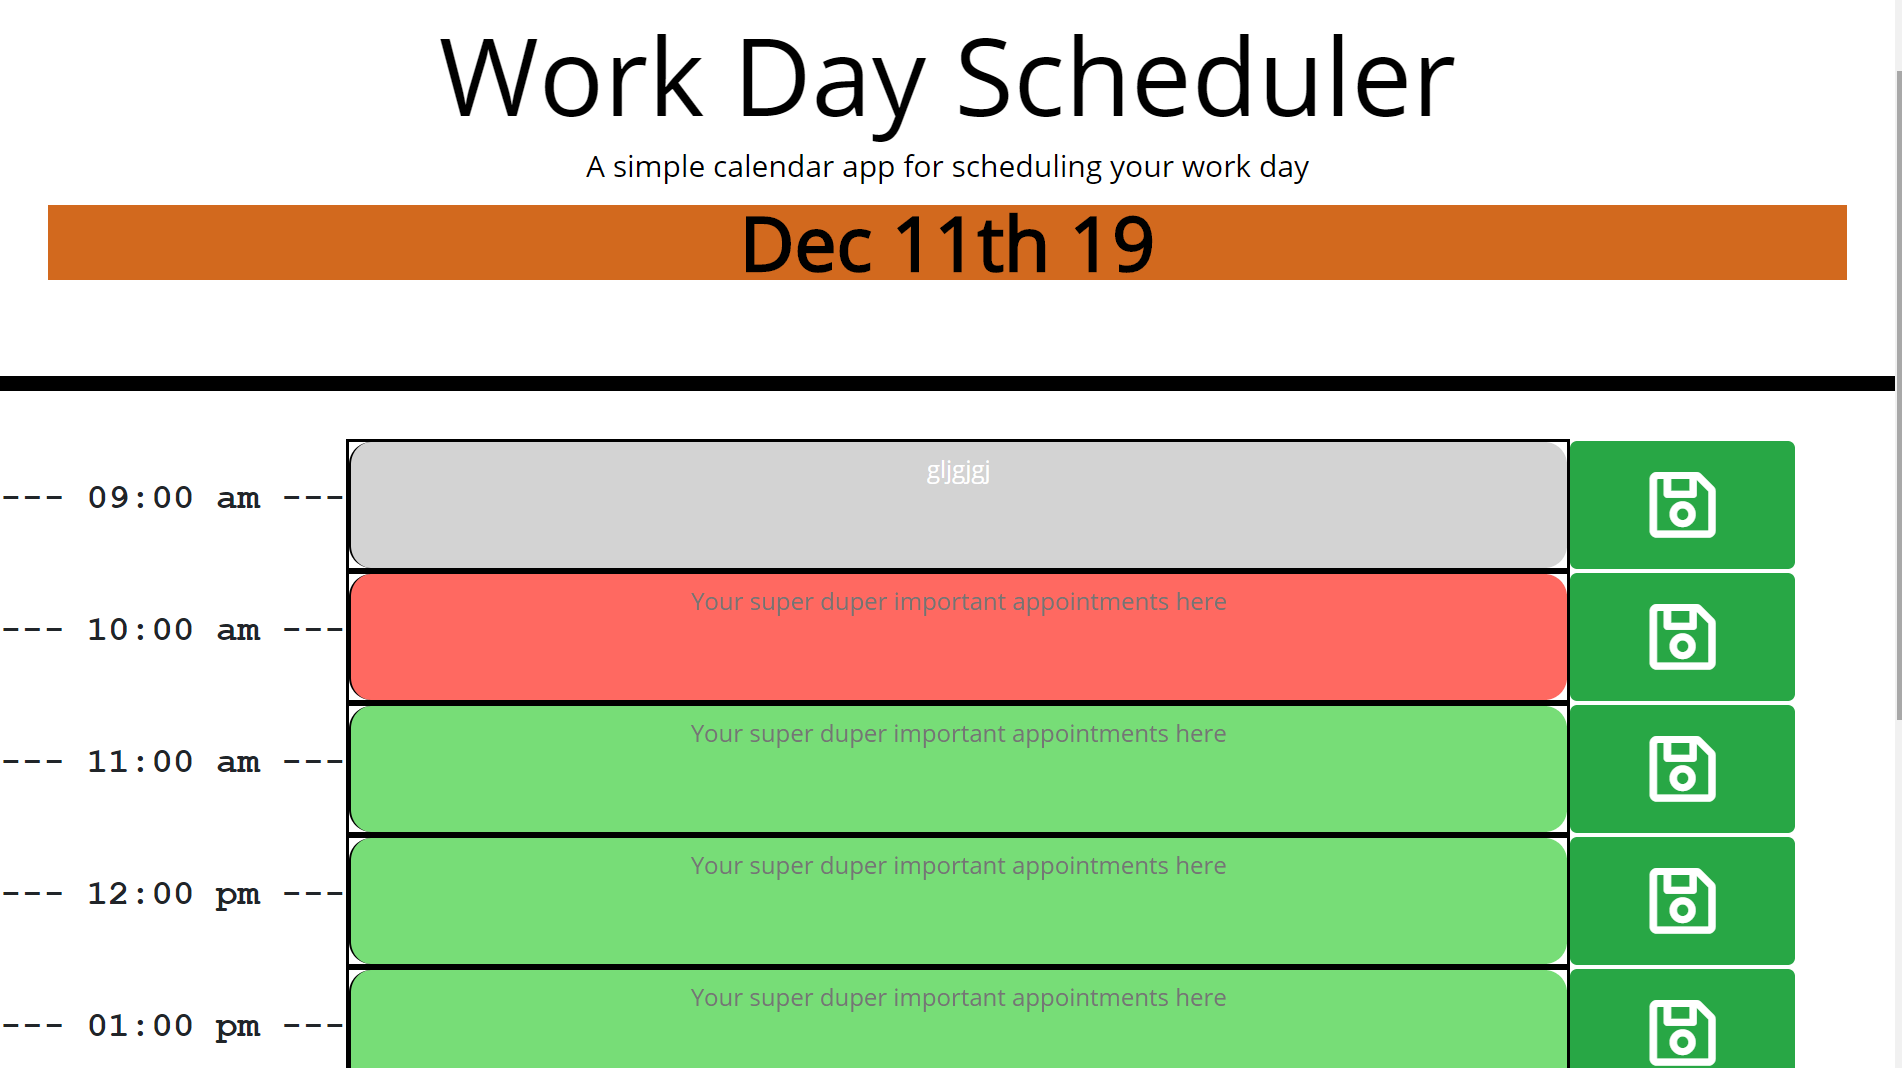 Work Day Scheduler
A simple calendar app for scheduling your work day
Dec 11th 19
--- 09:00 am ---
gljgjgj
--- 10:00 am ---
Your super duper important appointments here
--- 11:00 am ---
Your super duper important appointments here
--- 12:00 pm ---
Your super duper important appointments here
--- 01:00 pm ---
Your super duper important appointments here